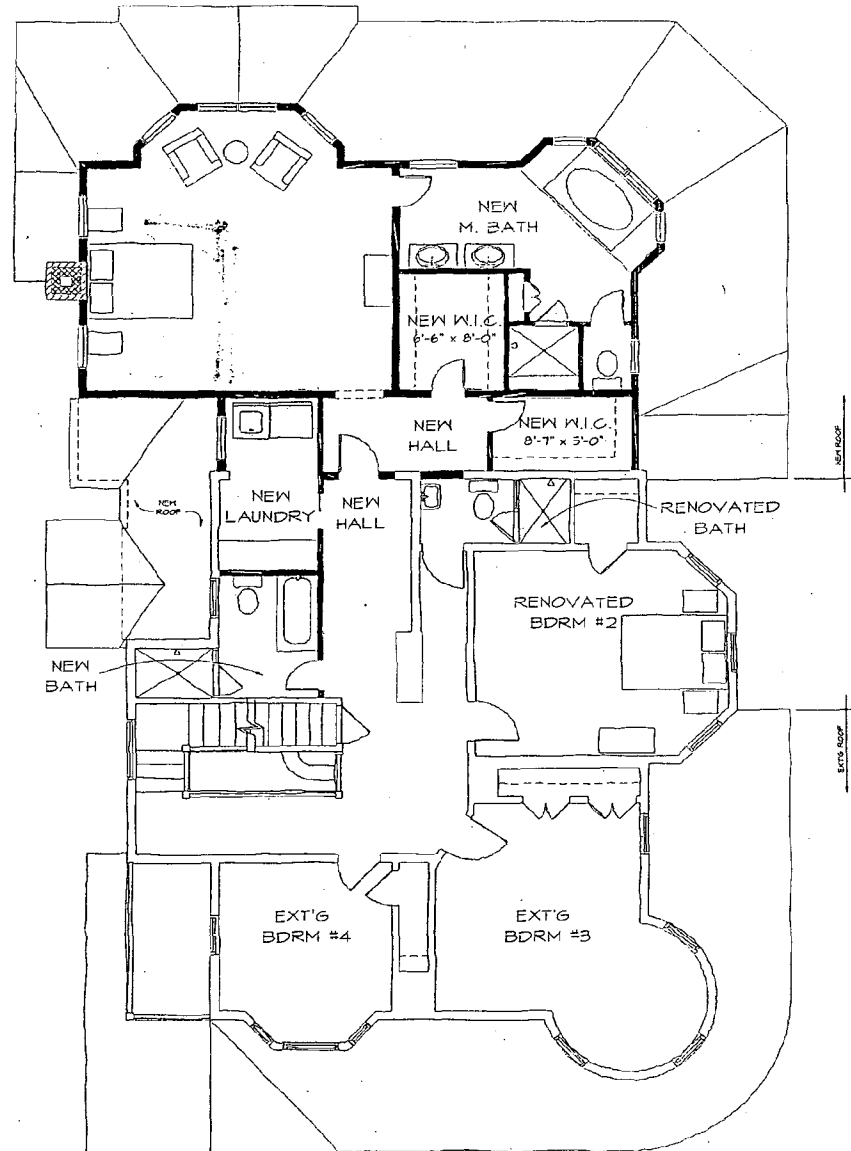 NEW
M. BATH
NEW W.I.C.
6'-6" x 8'-0"
NEW
HALL
NEW W.I.C.
8'-7" x 5'-0"
NEW ROOF
NEW
LAUNDRY
NEW
HALL
NEW
ROOF
RENOVATED
BATH
RENOVATED
BDRM #2
NEW
BATH
EXT'G ROOF
EXT'G
BDRM #4
EXT'G
BDRM #3